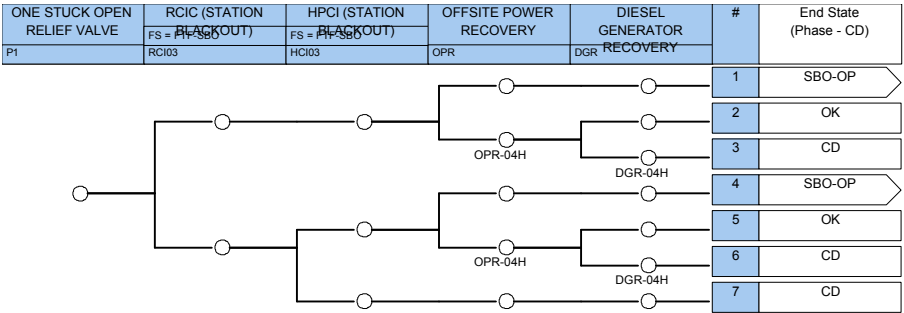 ONE STUCK OPEN
RELIEF VALVE
P1
RCIC (STATION
BLACKOUT)
FS = FTF-SBO
RCI03
HPCI (STATION
BLACKOUT)
FS = FTF-SBO
HCI03
OFFSITE POWER
RECOVERY
OPR
DIESEL
GENERATOR
RECOVERY
DGR
#
End State
(Phase - CD)
1
SBO-OP
2
OK
OPR-04H
3
CD
DGR-04H
4
SBO-OP
5
OK
OPR-04H
6
CD
DGR-04H
7
CD